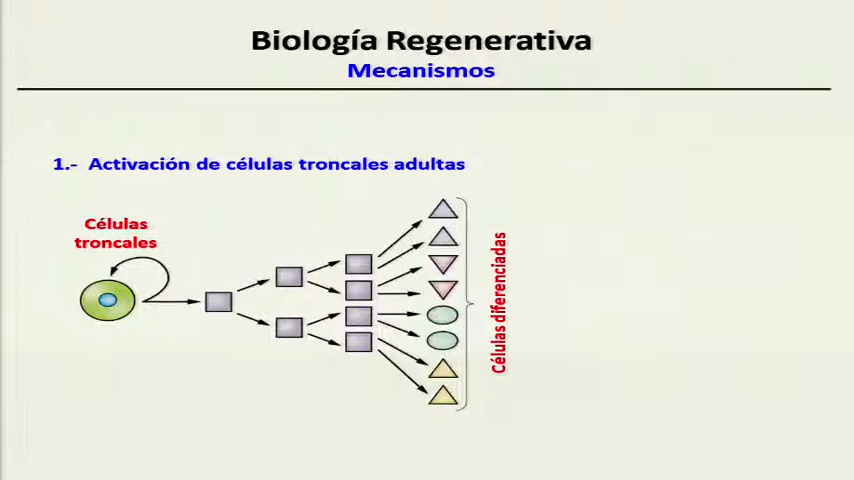 Biología Regenerativa
Mecanismos
1.- Activación de células troncales adultas
Células
troncales
Células diferenciadas